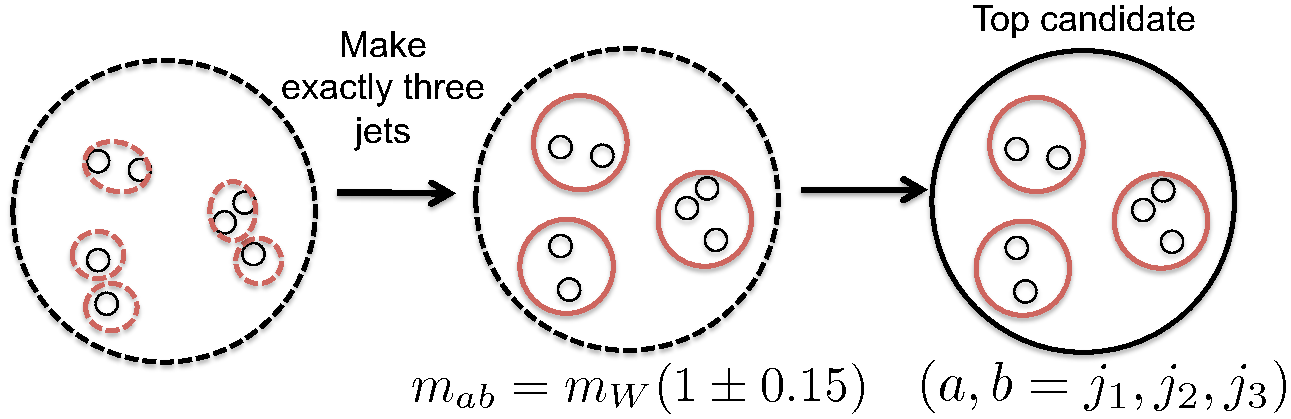 Make
exactly three
jets
Top candidate
m_{ab} = m_W(1 ± 0.15)
(a, b = j_1, j_2, j_3)